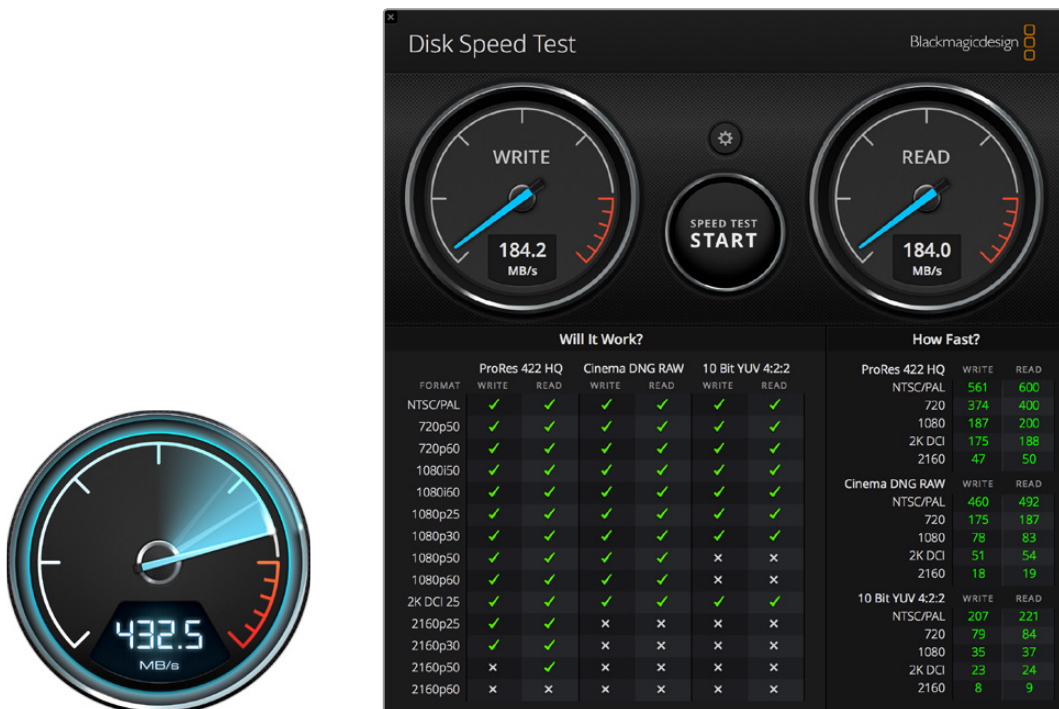 Disk Speed Test
Blackmagicdesign
WRITE
184.2
MB/s
SPEED TEST
START
READ
184.0
MB/s
432.5
MB/s
Will It Work?
ProRes 422 HQ Cinema DNG RAW 10 Bit YUV 4:2:2
FORMAT WRITE READ WRITE READ WRITE READ
NTSC/PAL ✓ ✓ ✓ ✓ ✓ ✓
720p50 ✓ ✓ ✓ ✓ ✓ ✓
720p60 ✓ ✓ ✓ ✓ ✓ ✓
1080i50 ✓ ✓ ✓ ✓ ✓ ✓
1080i60 ✓ ✓ ✓ ✓ ✓ ✓
1080p25 ✓ ✓ ✓ ✓ ✓ ✓
1080p30 ✓ ✓ ✓ ✓ ✓ ✓
1080p50 ✓ ✓ ✓ ✓ × ×
1080p60 ✓ ✓ ✓ ✓ × ×
2K DCI 25 ✓ ✓ ✓ ✓ ✓ ✓
2160p25 ✓ ✓ × × × ×
2160p30 ✓ ✓ × × × ×
2160p50 × ✓ × × × ×
2160p60 × × × × × ×
How Fast?
ProRes 422 HQ WRITE READ
NTSC/PAL 561 600
720 374 400
1080 187 200
2K DCI 175 188
2160 47 50
Cinema DNG RAW WRITE READ
NTSC/PAL 460 492
720 175 187
1080 78 83
2K DCI 51 54
2160 18 19
10 Bit YUV 4:2:2 WRITE READ
NTSC/PAL 207 221
720 79 84
1080 35 37
2K DCI 23 24
2160 8 9